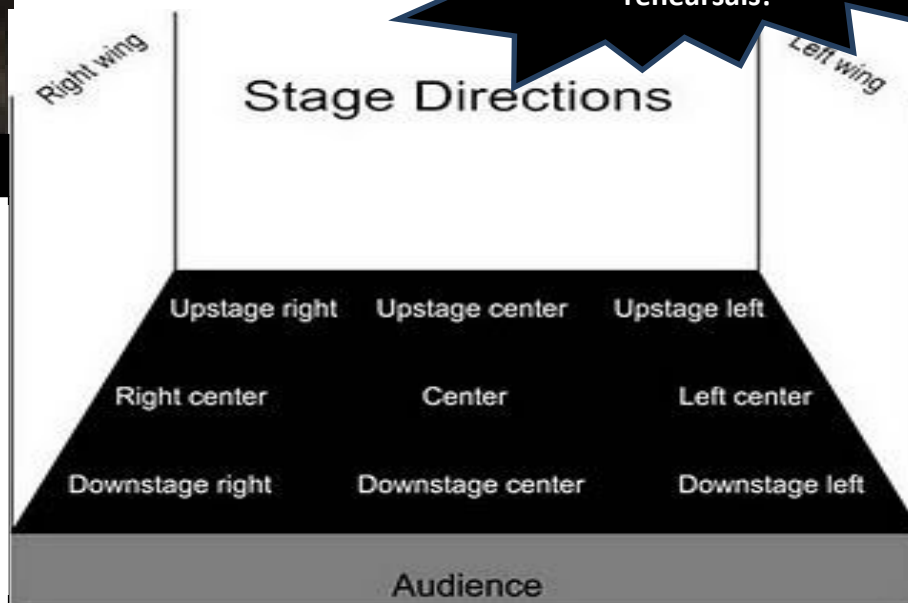 rehearsals?
Right wing
Left wing
Stage Directions
Upstage right Upstage center Upstage left
Right center Center Left center
Downstage right Downstage center Downstage left
Audience